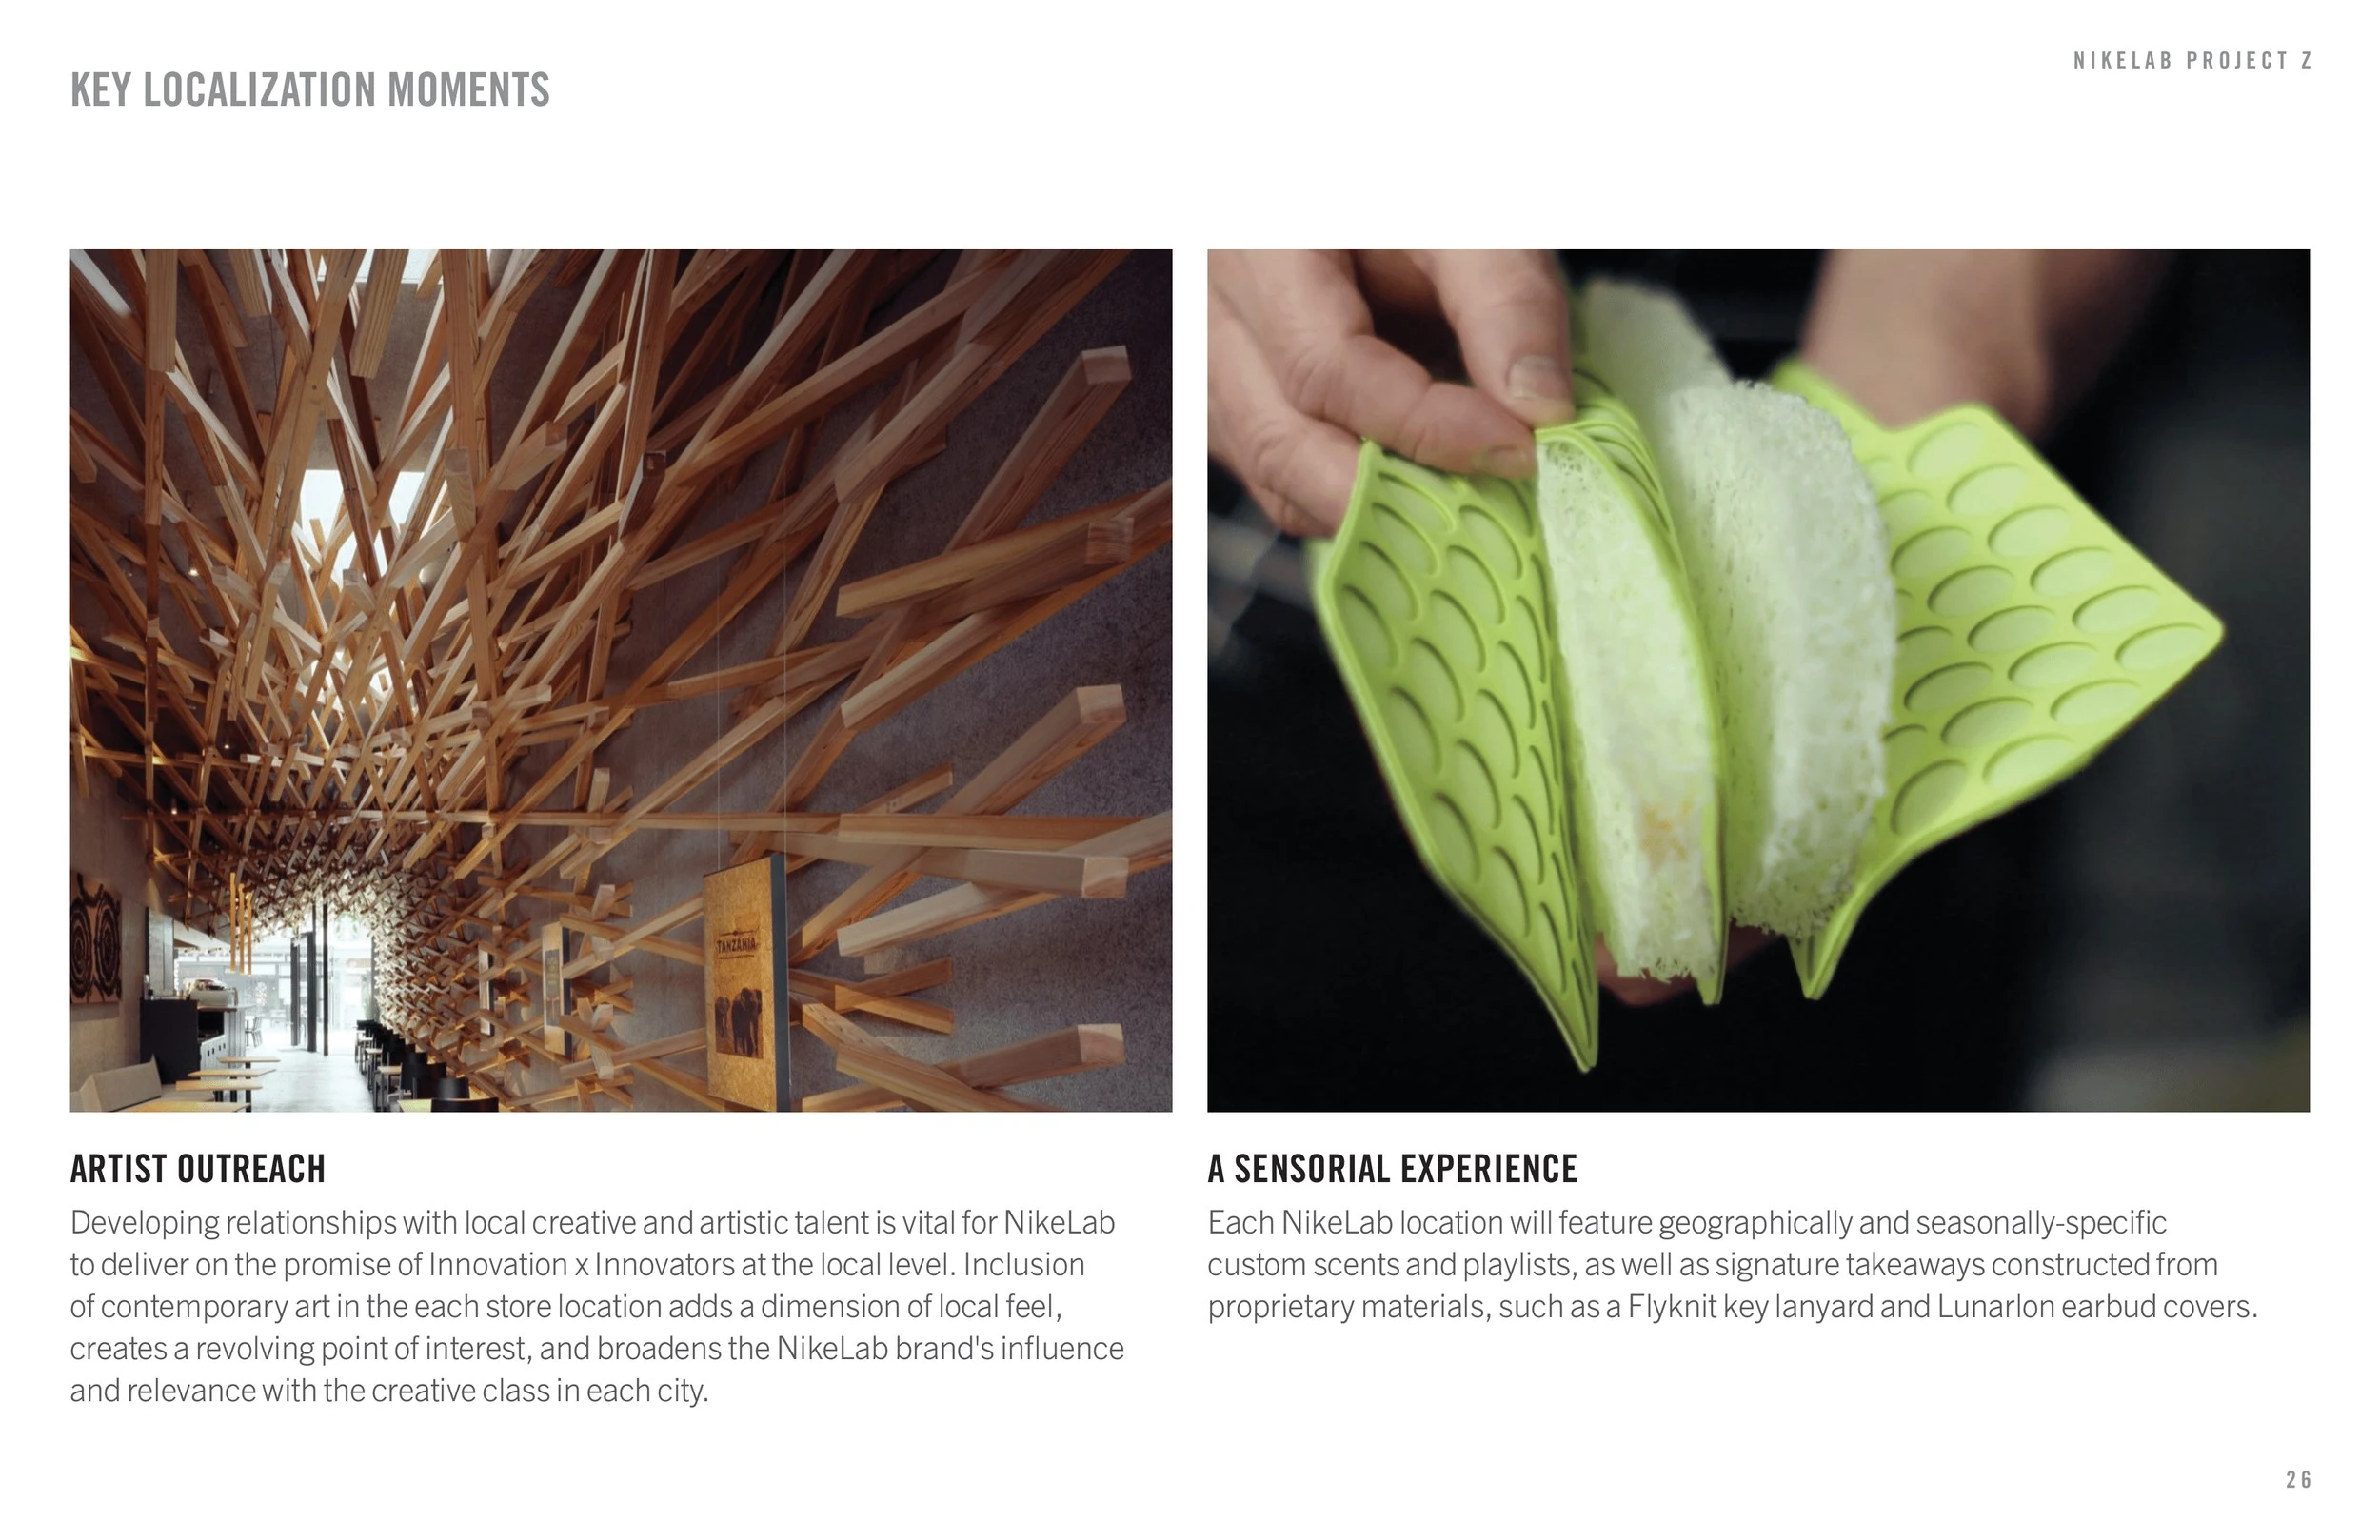 KEY LOCALIZATION MOMENTS
NIKELAB PROJECT Z
TANZANIA
ARTIST OUTREACH
Developing relationships with local creative and artistic talent is vital for NikeLab
to deliver on the promise of Innovation x Innovators at the local level. Inclusion
of contemporary art in the each store location adds a dimension of local feel,
creates a revolving point of interest, and broadens the NikeLab brand's influence
and relevance with the creative class in each city.
A SENSORIAL EXPERIENCE
Each NikeLab location will feature geographically and seasonally-specific
custom scents and playlists, as well as signature takeaways constructed from
proprietary materials, such as a Flyknit key lanyard and Lunarlon earbud covers.
26